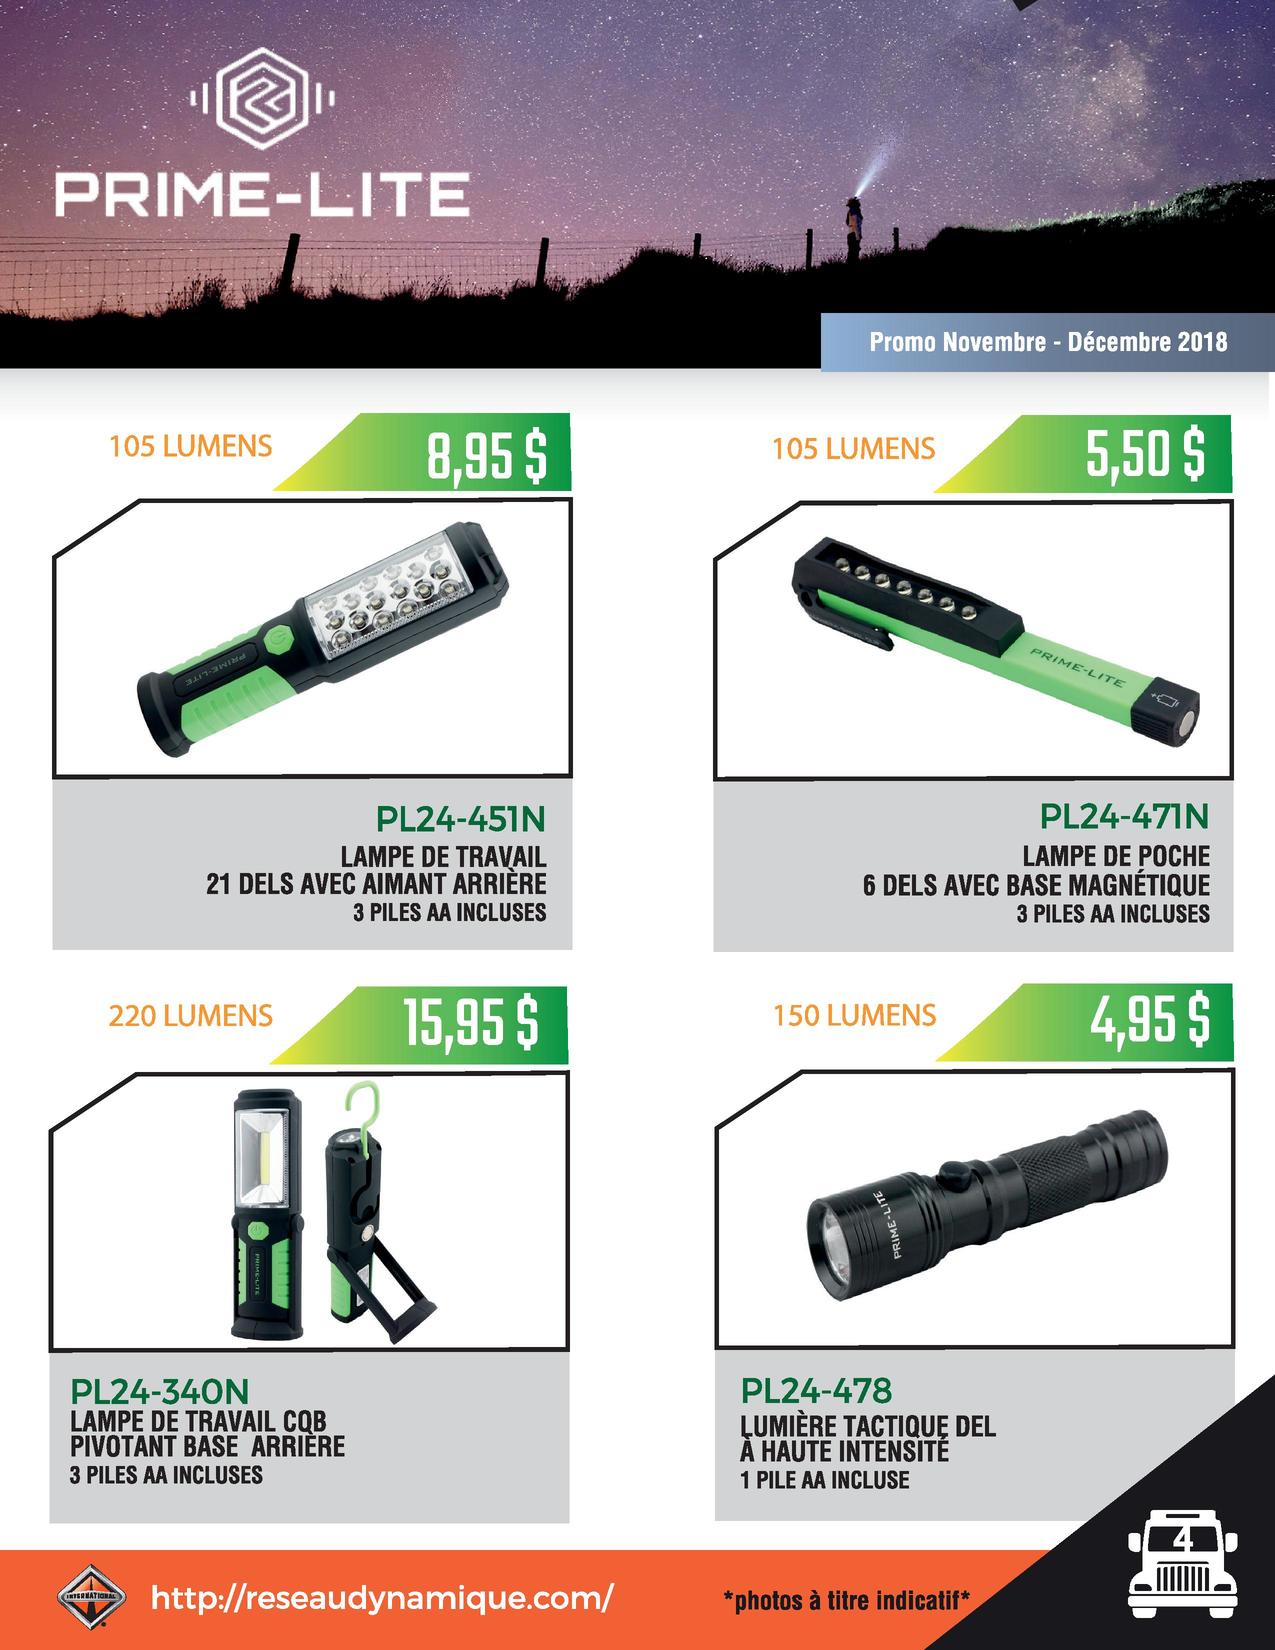 PRIME-LITE
Promo Novembre - Décembre 2018
105 LUMENS
8,95 $
PRIME-LITE
PL24-451N
LAMPE DE TRAVAIL
21 DELS AVEC AIMANT ARRIÈRE
3 PILES AA INCLUSES
105 LUMENS
5,50 $
PRIME-LITE
PL24-471N
LAMPE DE POCHE
6 DELS AVEC BASE MAGNÉTIQUE
3 PILES AA INCLUSES
220 LUMENS
15,95 $
PRIME-LITE
PL24-340N
LAMPE DE TRAVAIL CQB
PIVOTANT BASE ARRIÈRE
3 PILES AA INCLUSES
150 LUMENS
4,95 $
PRIME-LITE
PL24-478
LUMIÈRE TACTIQUE DEL
À HAUTE INTENSITÉ
1 PILE AA INCLUSE
INTERNATIONAL
http://reseaudynamique.com/
*photos à titre indicatif*
4